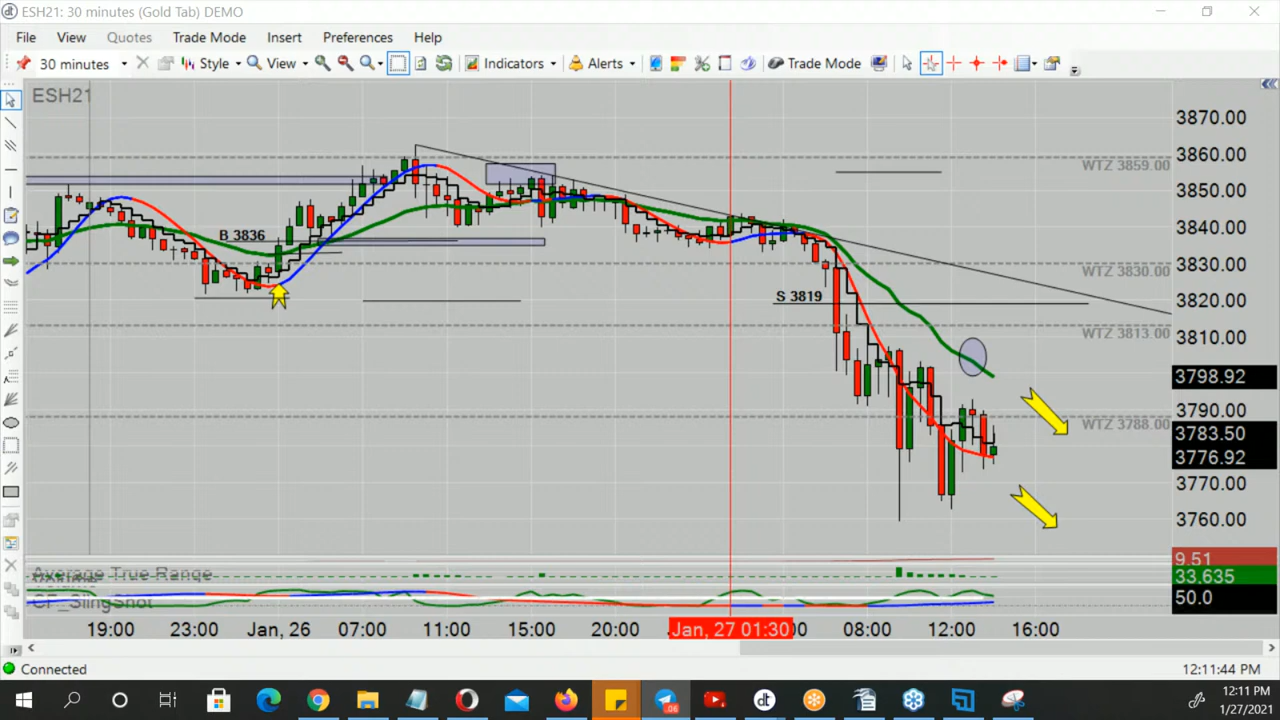 ESH21: 30 minutes (Gold Tab) DEMO
File View Quotes Trade Mode Insert Preferences Help
30 minutes Style View Indicators Alerts Trade Mode
ESH21
3870.00
3860.00
WTZ 3859.00
3850.00
B 3836
3840.00
3830.00
WTZ 3830.00
S 3819
3820.00
WTZ 3813.00
3810.00
3798.92
3790.00
WTZ 3788.00
3783.50
3776.92
3770.00
3760.00
9.51
Average True Range
33.635
Volume
CF_SlingShot
50.0
19:00 23:00 Jan, 26 07:00 11:00 15:00 20:00 Jan, 27 01:30 08:00 12:00 16:00
Connected
12:11:44 PM
12:11 PM
1/27/2021